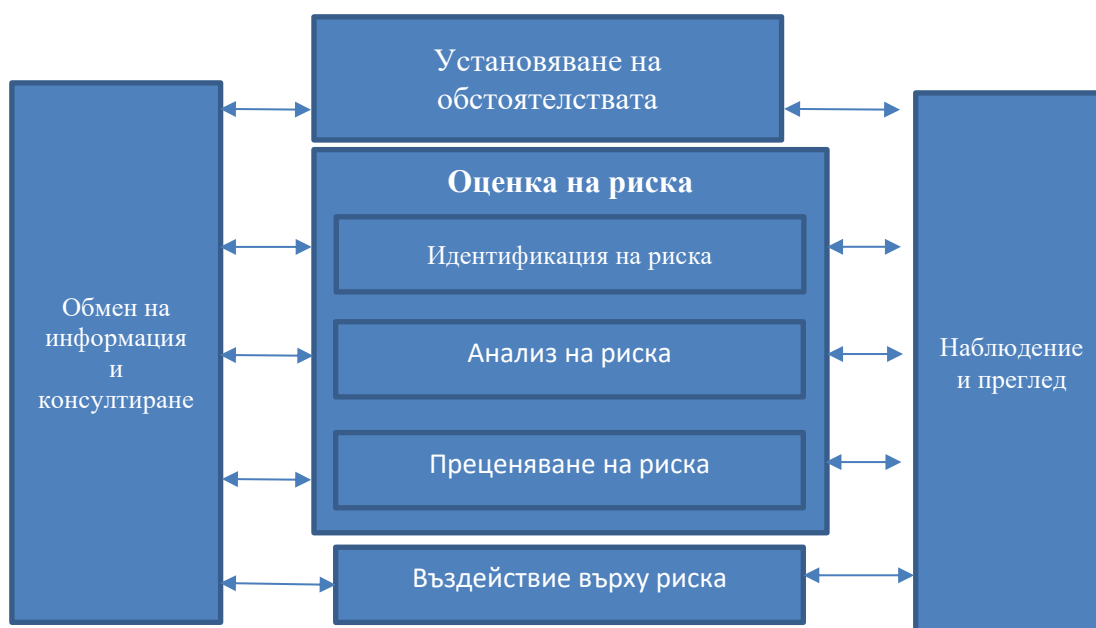 Установяване на
обстоятелствата
Оценка на риска
Идентификация на риска
Анализ на риска
Преценяване на риска
Въздействие върху риска
Обмен на
информация
и
консултиране
Наблюдение
и преглед